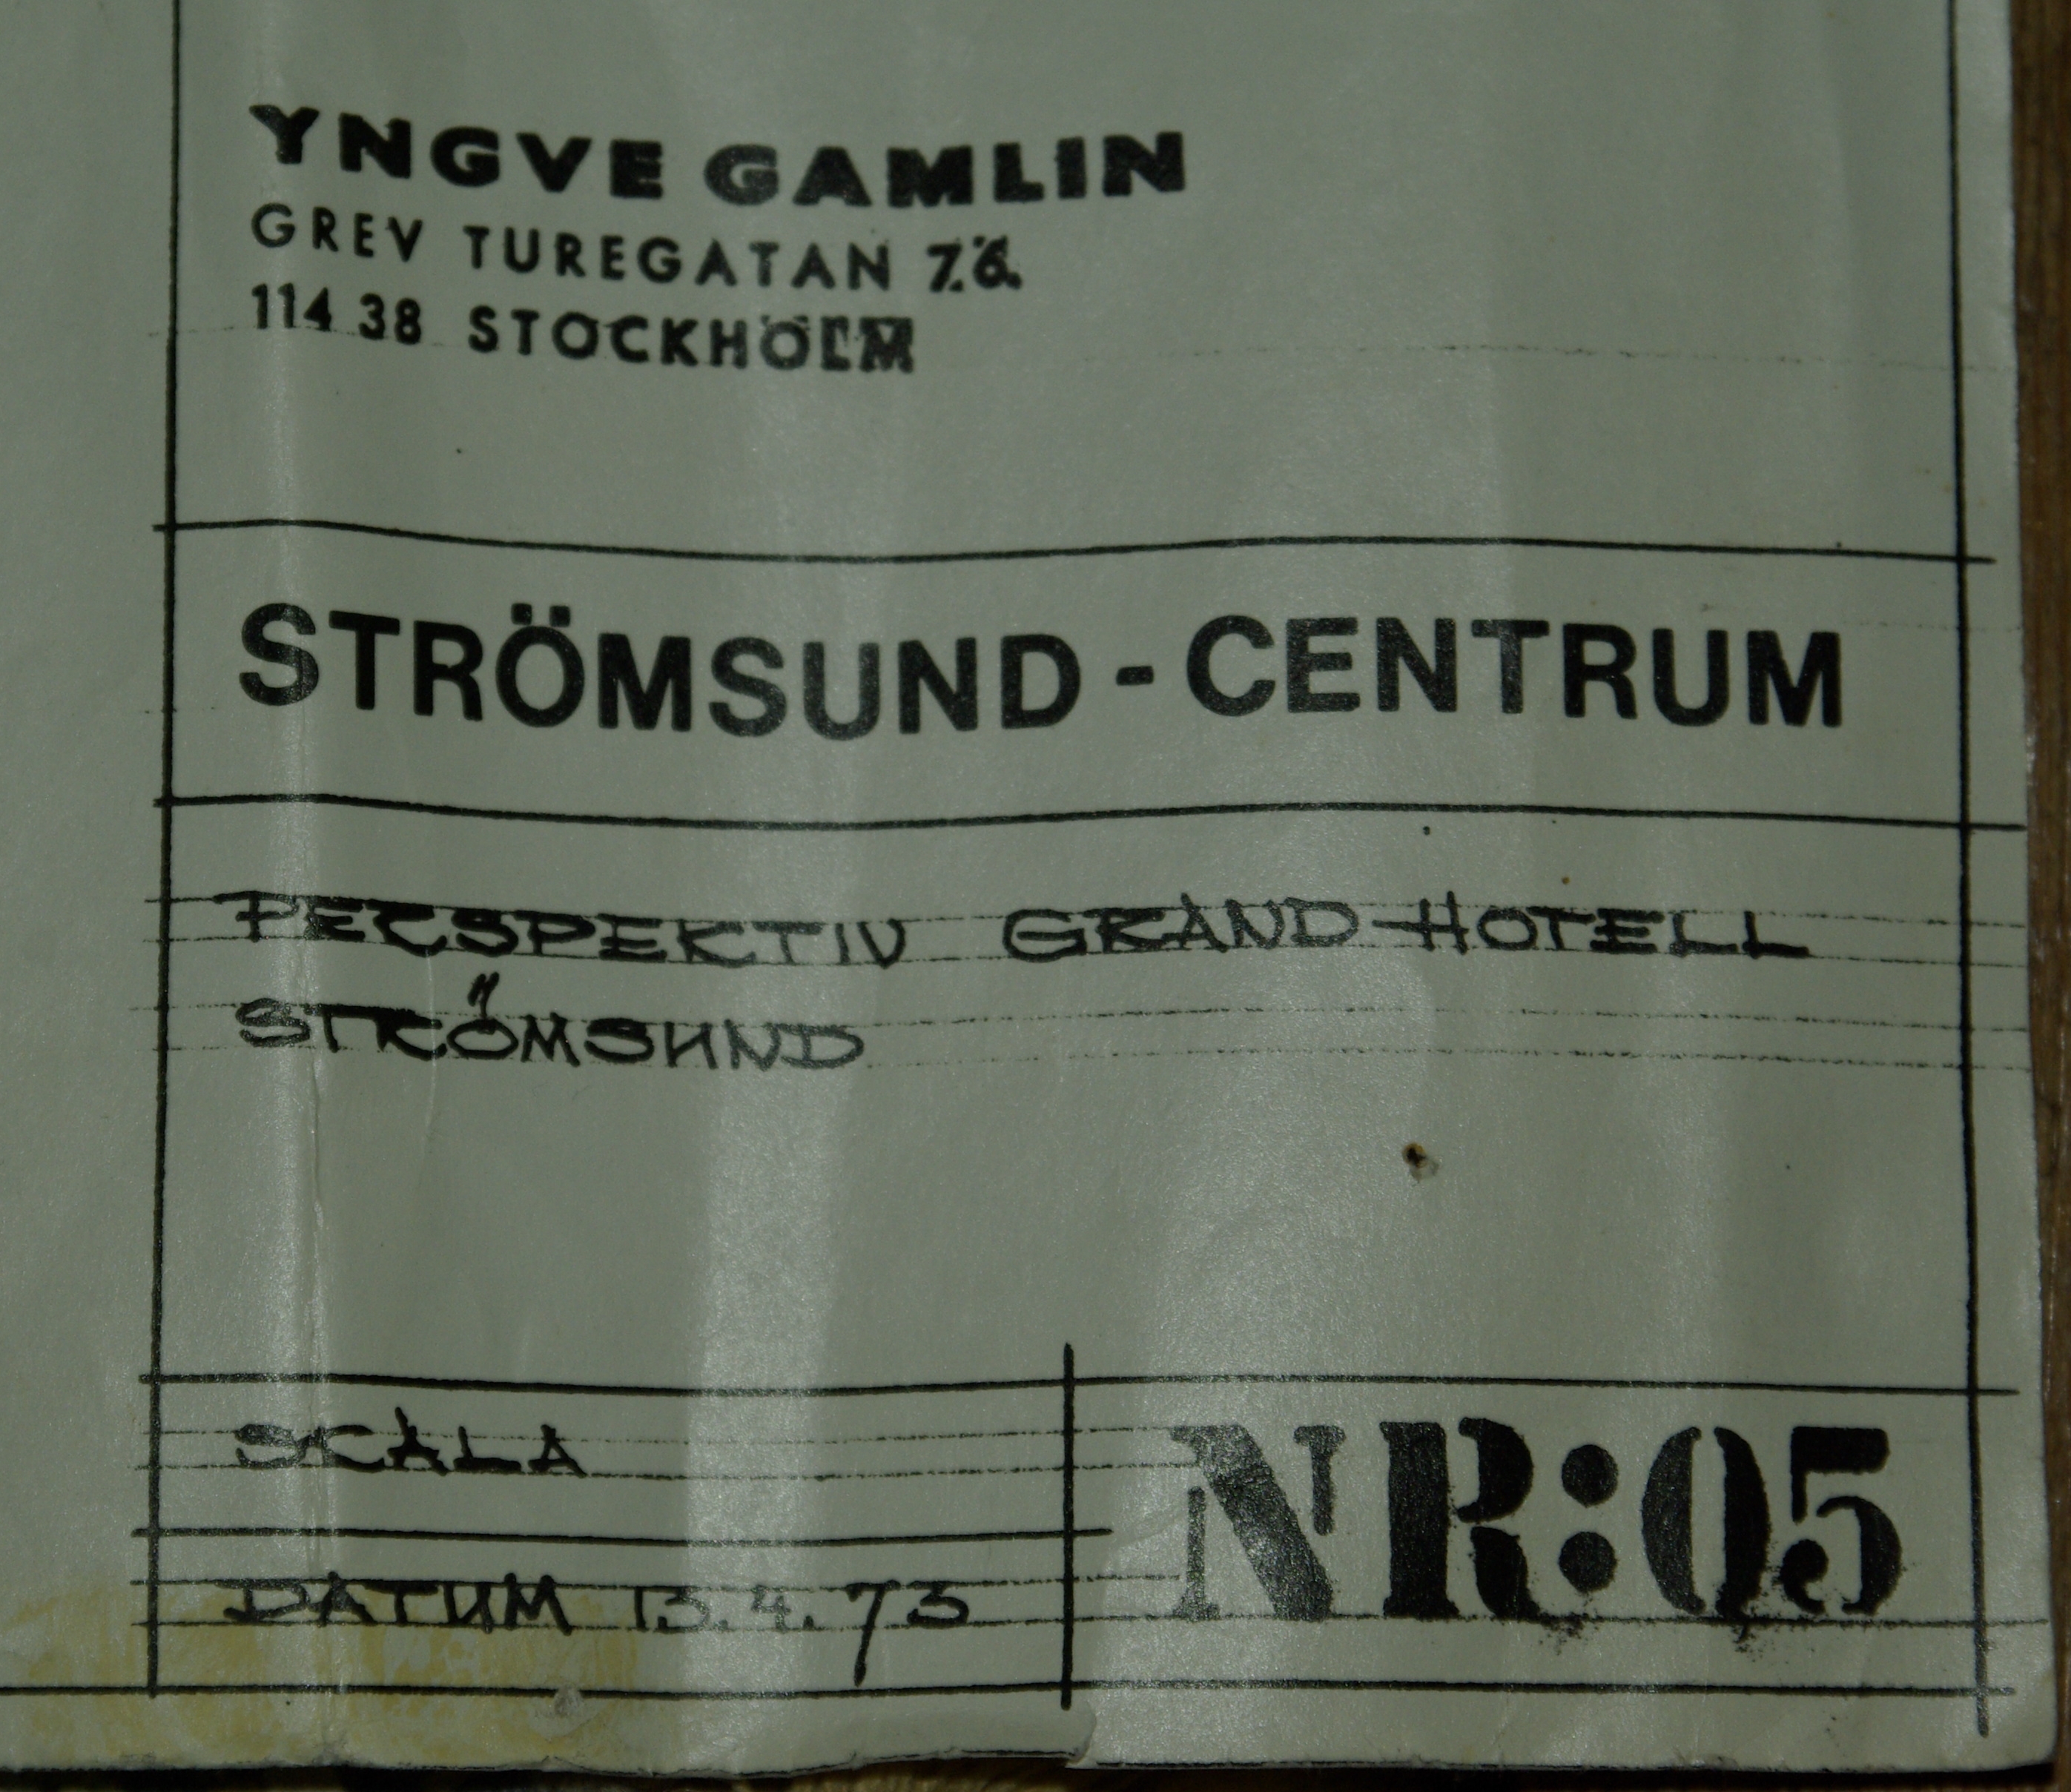 YNGVE GAMLIN
GREV TUREGATAN 76
114 38 STOCKHOLM
STRÖMSUND - CENTRUM
PERSPEKTIV GRAND HOTELL
STRÖMSUND
SKALA
DATUM 13.4.73
NR:05